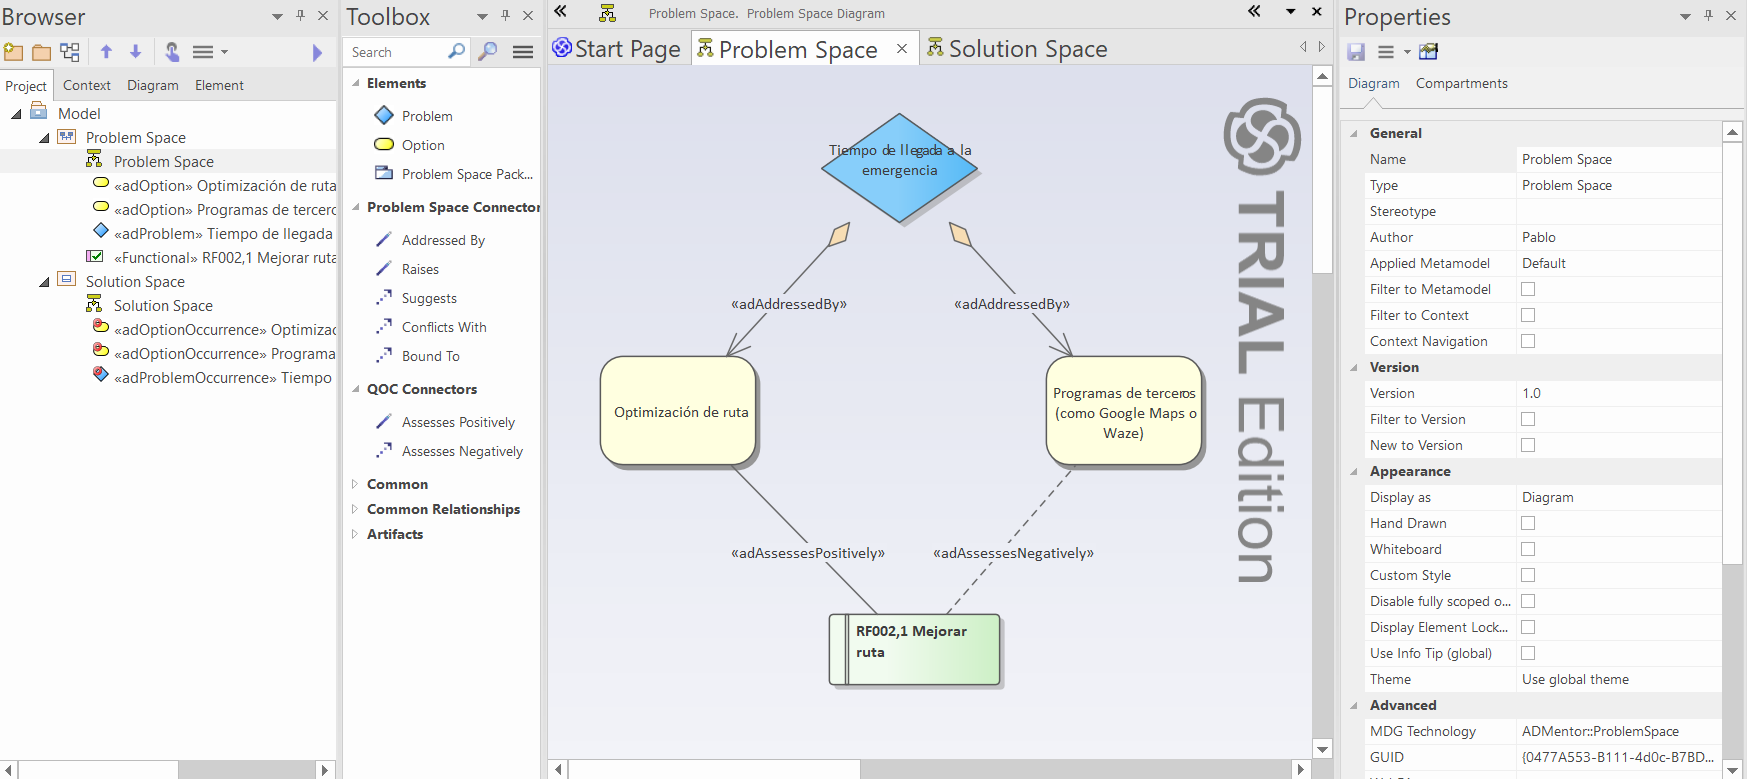 Browser
Project
Context
Diagram
Element
Model
Problem Space
Problem Space
«adOption» Optimización de ruta
«adOption» Programas de tercero
«adProblem» Tiempo de llegada
«Functional» RF002,1 Mejorar ruta
Solution Space
Solution Space
«adOptionOccurrence» Optimiza
«adOptionOccurrence» Programa
«adProblemOccurrence» Tiempo
Toolbox
Search
Elements
Problem
Option
Problem Space Pack...
Problem Space Connector
Addressed By
Raises
Suggests
Conflicts With
Bound To
QOC Connectors
Assesses Positively
Assesses Negatively
Common
Common Relationships
Artifacts
Problem Space. Problem Space Diagram
Start Page
Problem Space
Solution Space
Tiempo de llegada a la
emergencia
«adAddressedBy»
«adAddressedBy»
Optimización de ruta
Programas de terceros
(como Google Maps o
Waze)
«adAssessesPositively»
«adAssessesNegatively»
RF002,1 Mejorar
ruta
TRIAL Edition
Properties
Diagram
Compartments
General
Name Problem Space
Type Problem Space
Stereotype
Author Pablo
Applied Metamodel Default
Filter to Metamodel
Filter to Context
Context Navigation
Version
Version 1.0
Filter to Version
New to Version
Appearance
Display as Diagram
Hand Drawn
Whiteboard
Custom Style
Disable fully scoped o...
Display Element Lock...
Use Info Tip (global)
Theme Use global theme
Advanced
MDG Technology ADMentor::ProblemSpace
GUID {0477A553-B111-4d0c-B7BD...